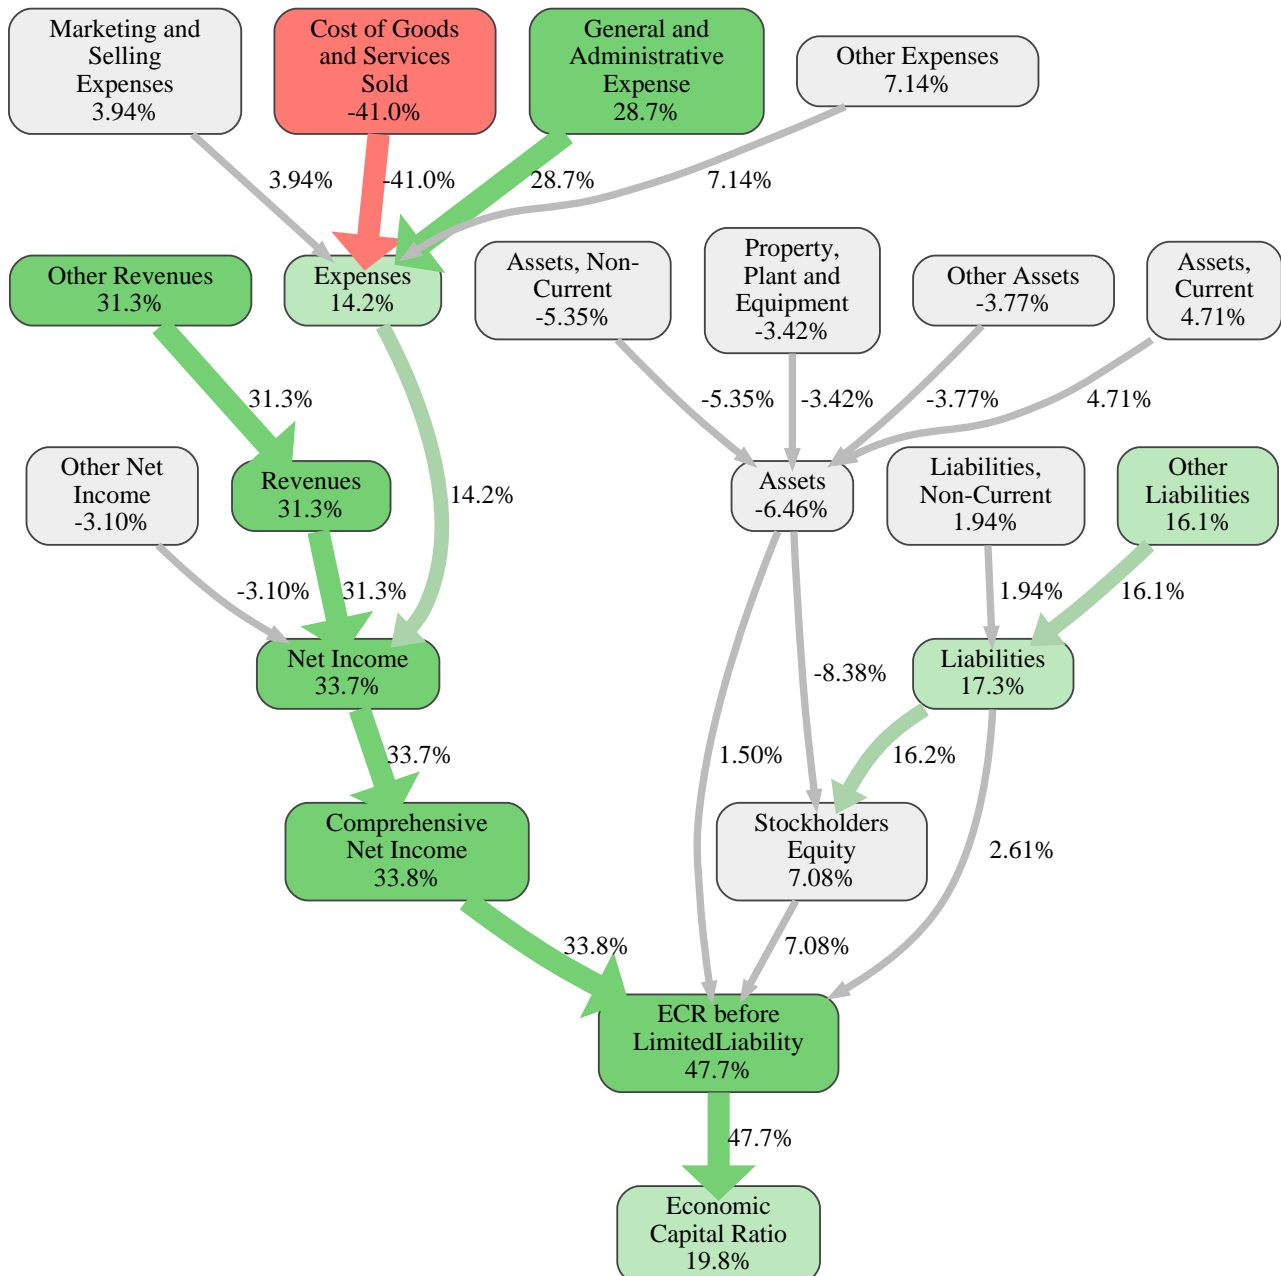 Marketing and
Selling
Expenses
3.94%
Cost of Goods
and Services
Sold
-41.0%
General and
Administrative
Expense
28.7%
Other Expenses
7.14%
3.94%
-41.0%
28.7%
7.14%
Other Revenues
31.3%
Expenses
14.2%
Assets, Non-
Current
-5.35%
Property,
Plant and
Equipment
-3.42%
Other Assets
-3.77%
Assets,
Current
4.71%
31.3%
-5.35%
-3.42%
-3.77%
4.71%
Other Net
Income
-3.10%
Revenues
31.3%
14.2%
Assets
-6.46%
Liabilities,
Non-Current
1.94%
Other
Liabilities
16.1%
-3.10%
31.3%
1.94%
16.1%
Net Income
33.7%
-8.38%
Liabilities
17.3%
33.7%
1.50%
16.2%
Comprehensive
Net Income
33.8%
Stockholders
Equity
7.08%
2.61%
33.8%
7.08%
ECR before
LimitedLiability
47.7%
47.7%
Economic
Capital Ratio
19.8%